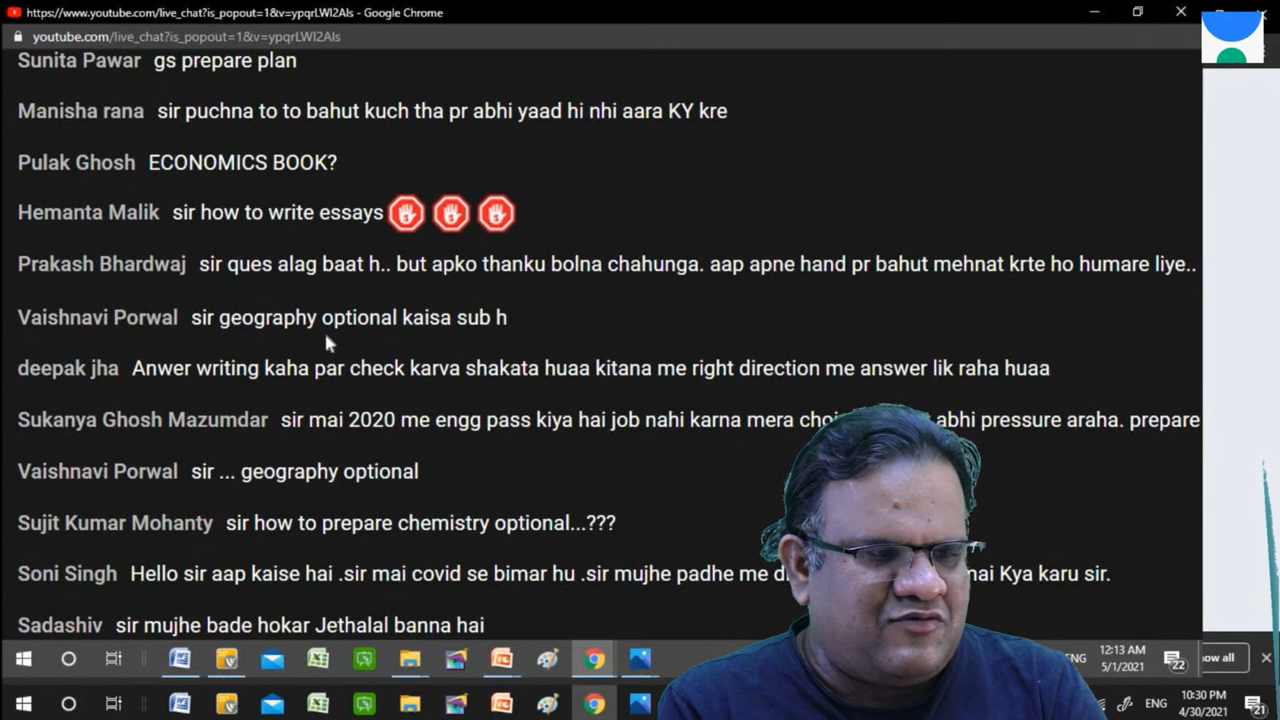 https://www.youtube.com/live_chat?is_popout=1&v=ypqrLWI2AIs - Google Chrome
youtube.com/live_chat?is_popout=1&v=ypqrLWI2AIs
Sunita Pawar gs prepare plan
Manisha rana sir puchna to to bahut kuch tha pr abhi yaad hi nhi aara KY kre
Pulak Ghosh ECONOMICS BOOK?
Hemanta Malik sir how to write essays
Prakash Bhardwaj sir ques alag baat h.. but apko thanku bolna chahunga. aap apne hand pr bahut mehnat krte ho humare liye..
Vaishnavi Porwal sir geography optional kaisa sub h
deepak jha Anwer writing kaha par check karva shakata huaa kitana me right direction me answer lik raha huaa
Sukanya Ghosh Mazumdar sir mai 2020 me engg pass kiya hai job nahi karna mera abhi pressure araha. prepare
Vaishnavi Porwal sir ... geography optional
Sujit Kumar Mohanty sir how to prepare chemistry optional...???
Soni Singh Hello sir aap kaise hai .sir mai covid se bimar hu .sir mujhe padhe me Kya karu sir.
Sadashiv sir mujhe bade hokar Jethalal banna hai
ENG 12:13 AM 22 how all
5/1/2021
ENG 10:30 PM 21
4/30/2021